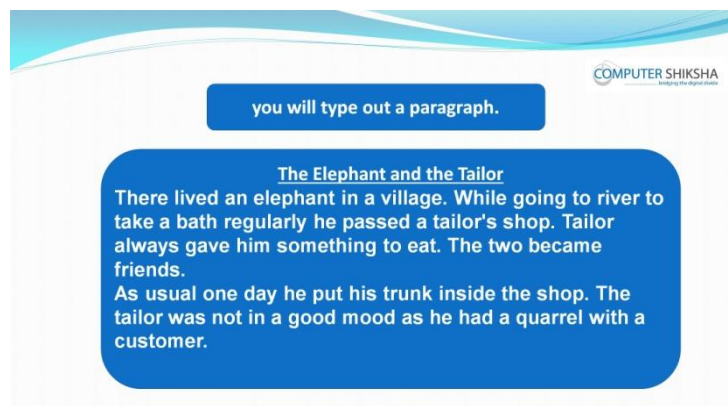 COMPUTER SHIKSHA
bridging the digital divide
you will type out a paragraph.
The Elephant and the Tailor
There lived an elephant in a village. While going to river to
take a bath regularly he passed a tailor's shop. Tailor
always gave him something to eat. The two became
friends.
As usual one day he put his trunk inside the shop. The
tailor was not in a good mood as he had a quarrel with a
customer.